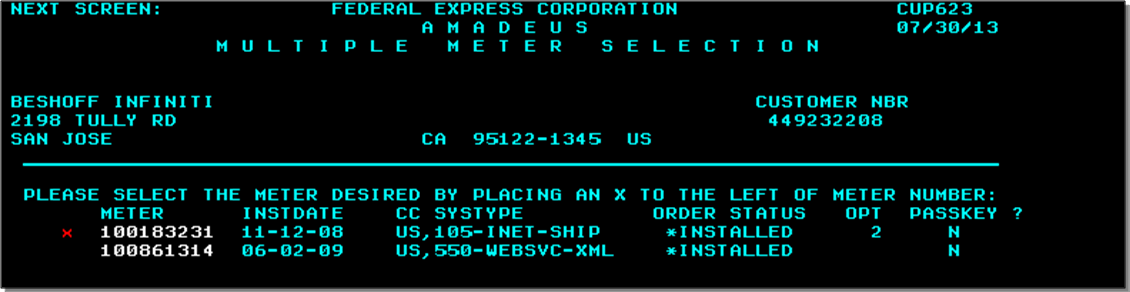 NEXT SCREEN: FEDERAL EXPRESS CORPORATION CUP623
A M A D E U S 07/30/13
M U L T I P L E M E T E R S E L E C T I O N
BESHOFF INFINITI CUSTOMER NBR
2198 TULLY RD 449232208
SAN JOSE CA 95122-1345 US
PLEASE SELECT THE METER DESIRED BY PLACING AN X TO THE LEFT OF METER NUMBER:
METER INSTDATE CC SYSTYPE ORDER STATUS OPT PASSKEY ?
x 100183231 11-12-08 US,105-INET-SHIP *INSTALLED 2 N
100861314 06-02-09 US,550-WEBSVC-XML *INSTALLED N